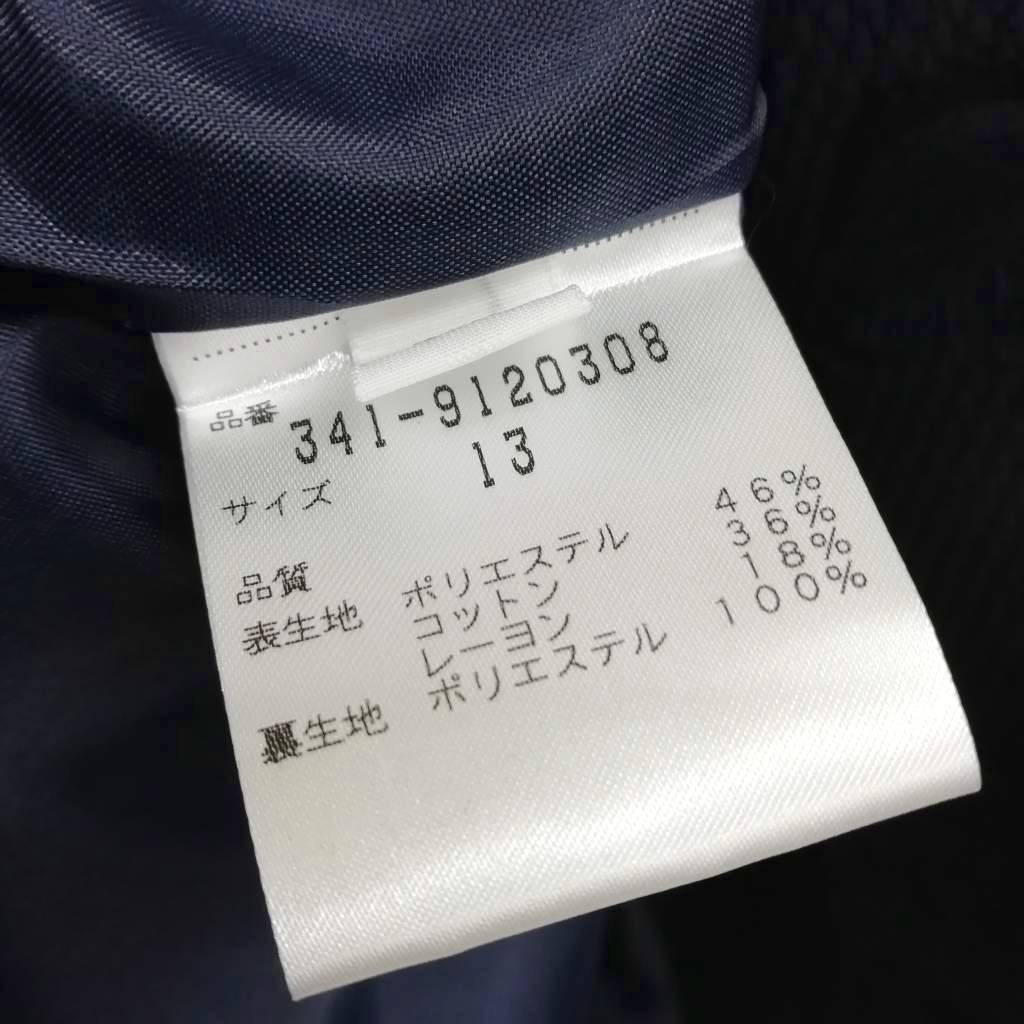 品番 341-9120308
サイズ 13
品質
表生地 ポリエステル 46%
コットン 36%
レーヨン 18%
裏生地 ポリエステル 100%